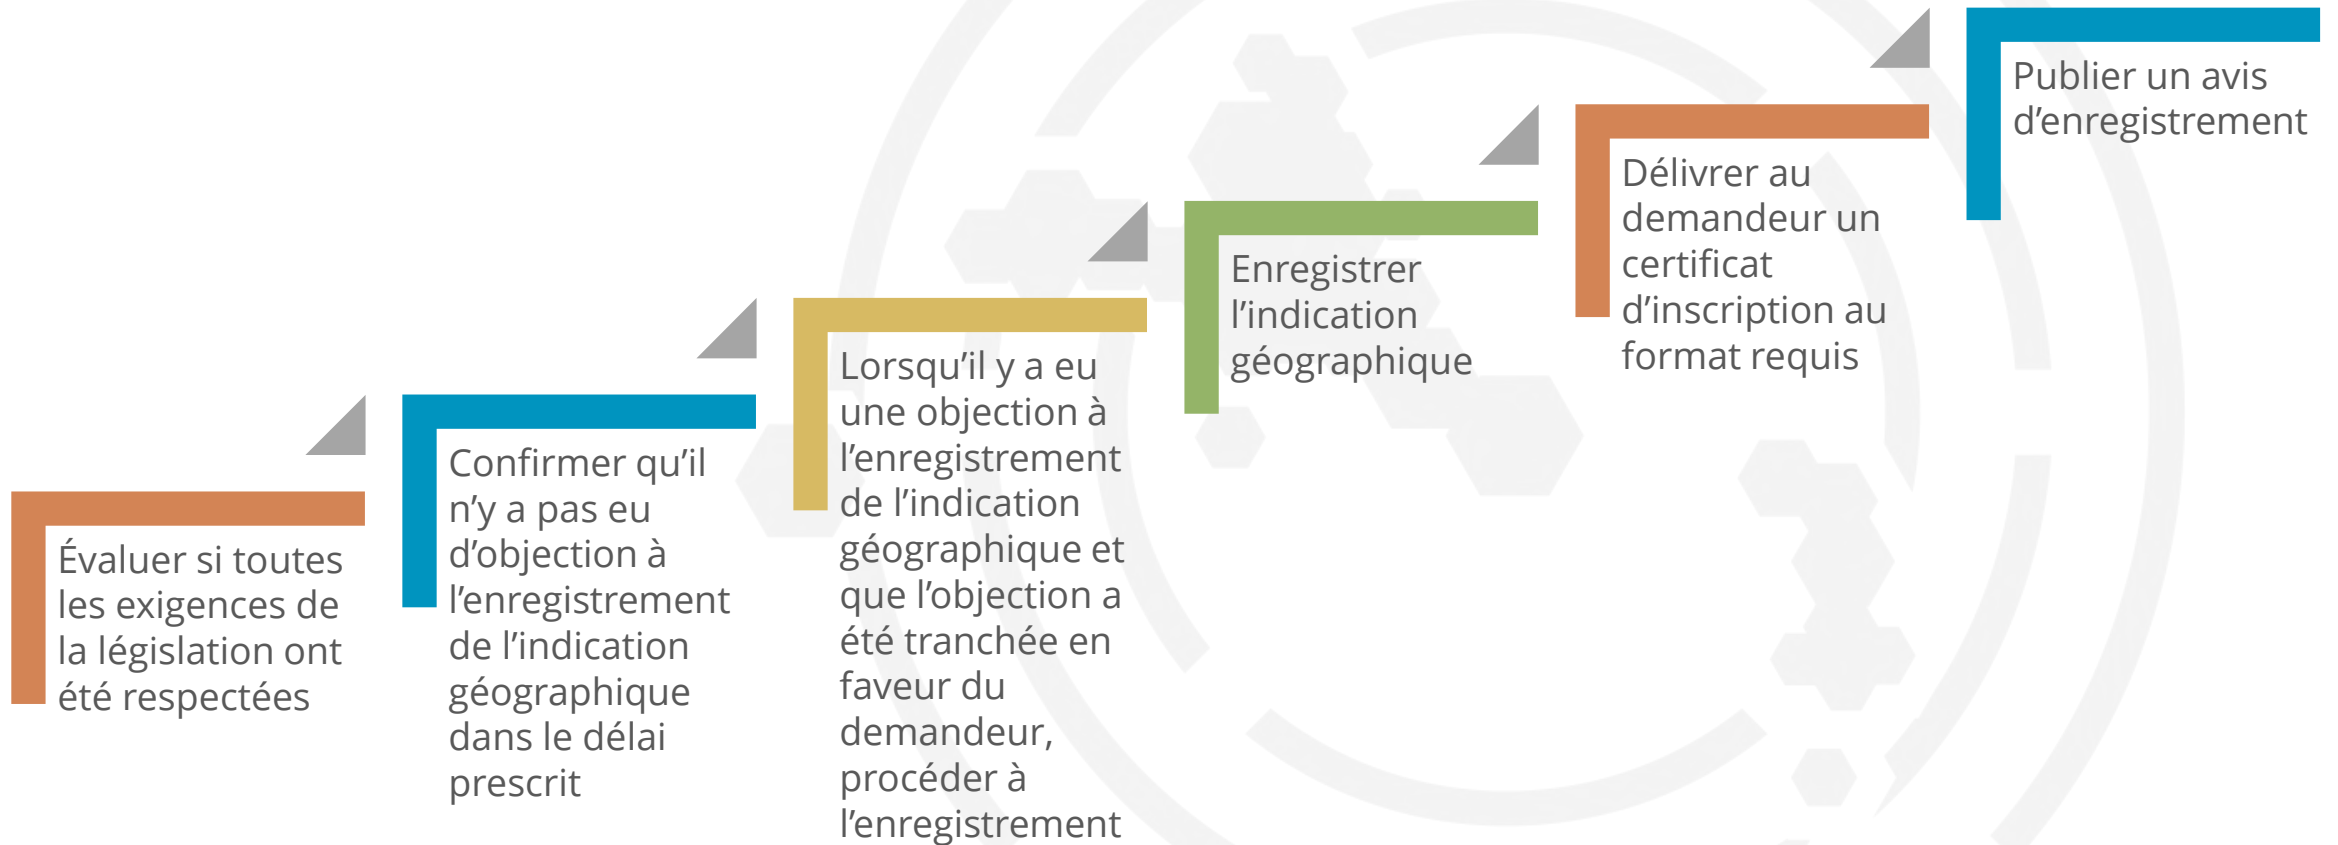 Évaluer si toutes
les exigences de
la législation ont
été respectées
Confirmer qu’il
n’y a pas eu
d’objection à
l’enregistrement
de l’indication
géographique
dans le délai
prescrit
Lorsqu’il y a eu
une objection à
l’enregistrement
de l’indication
géographique et
que l’objection a
été tranchée en
faveur du
demandeur,
procéder à
l’enregistrement
Enregistrer
l’indication
géographique
Délivrer au
demandeur un
certificat
d’inscription au
format requis
Publier un avis
d’enregistrement